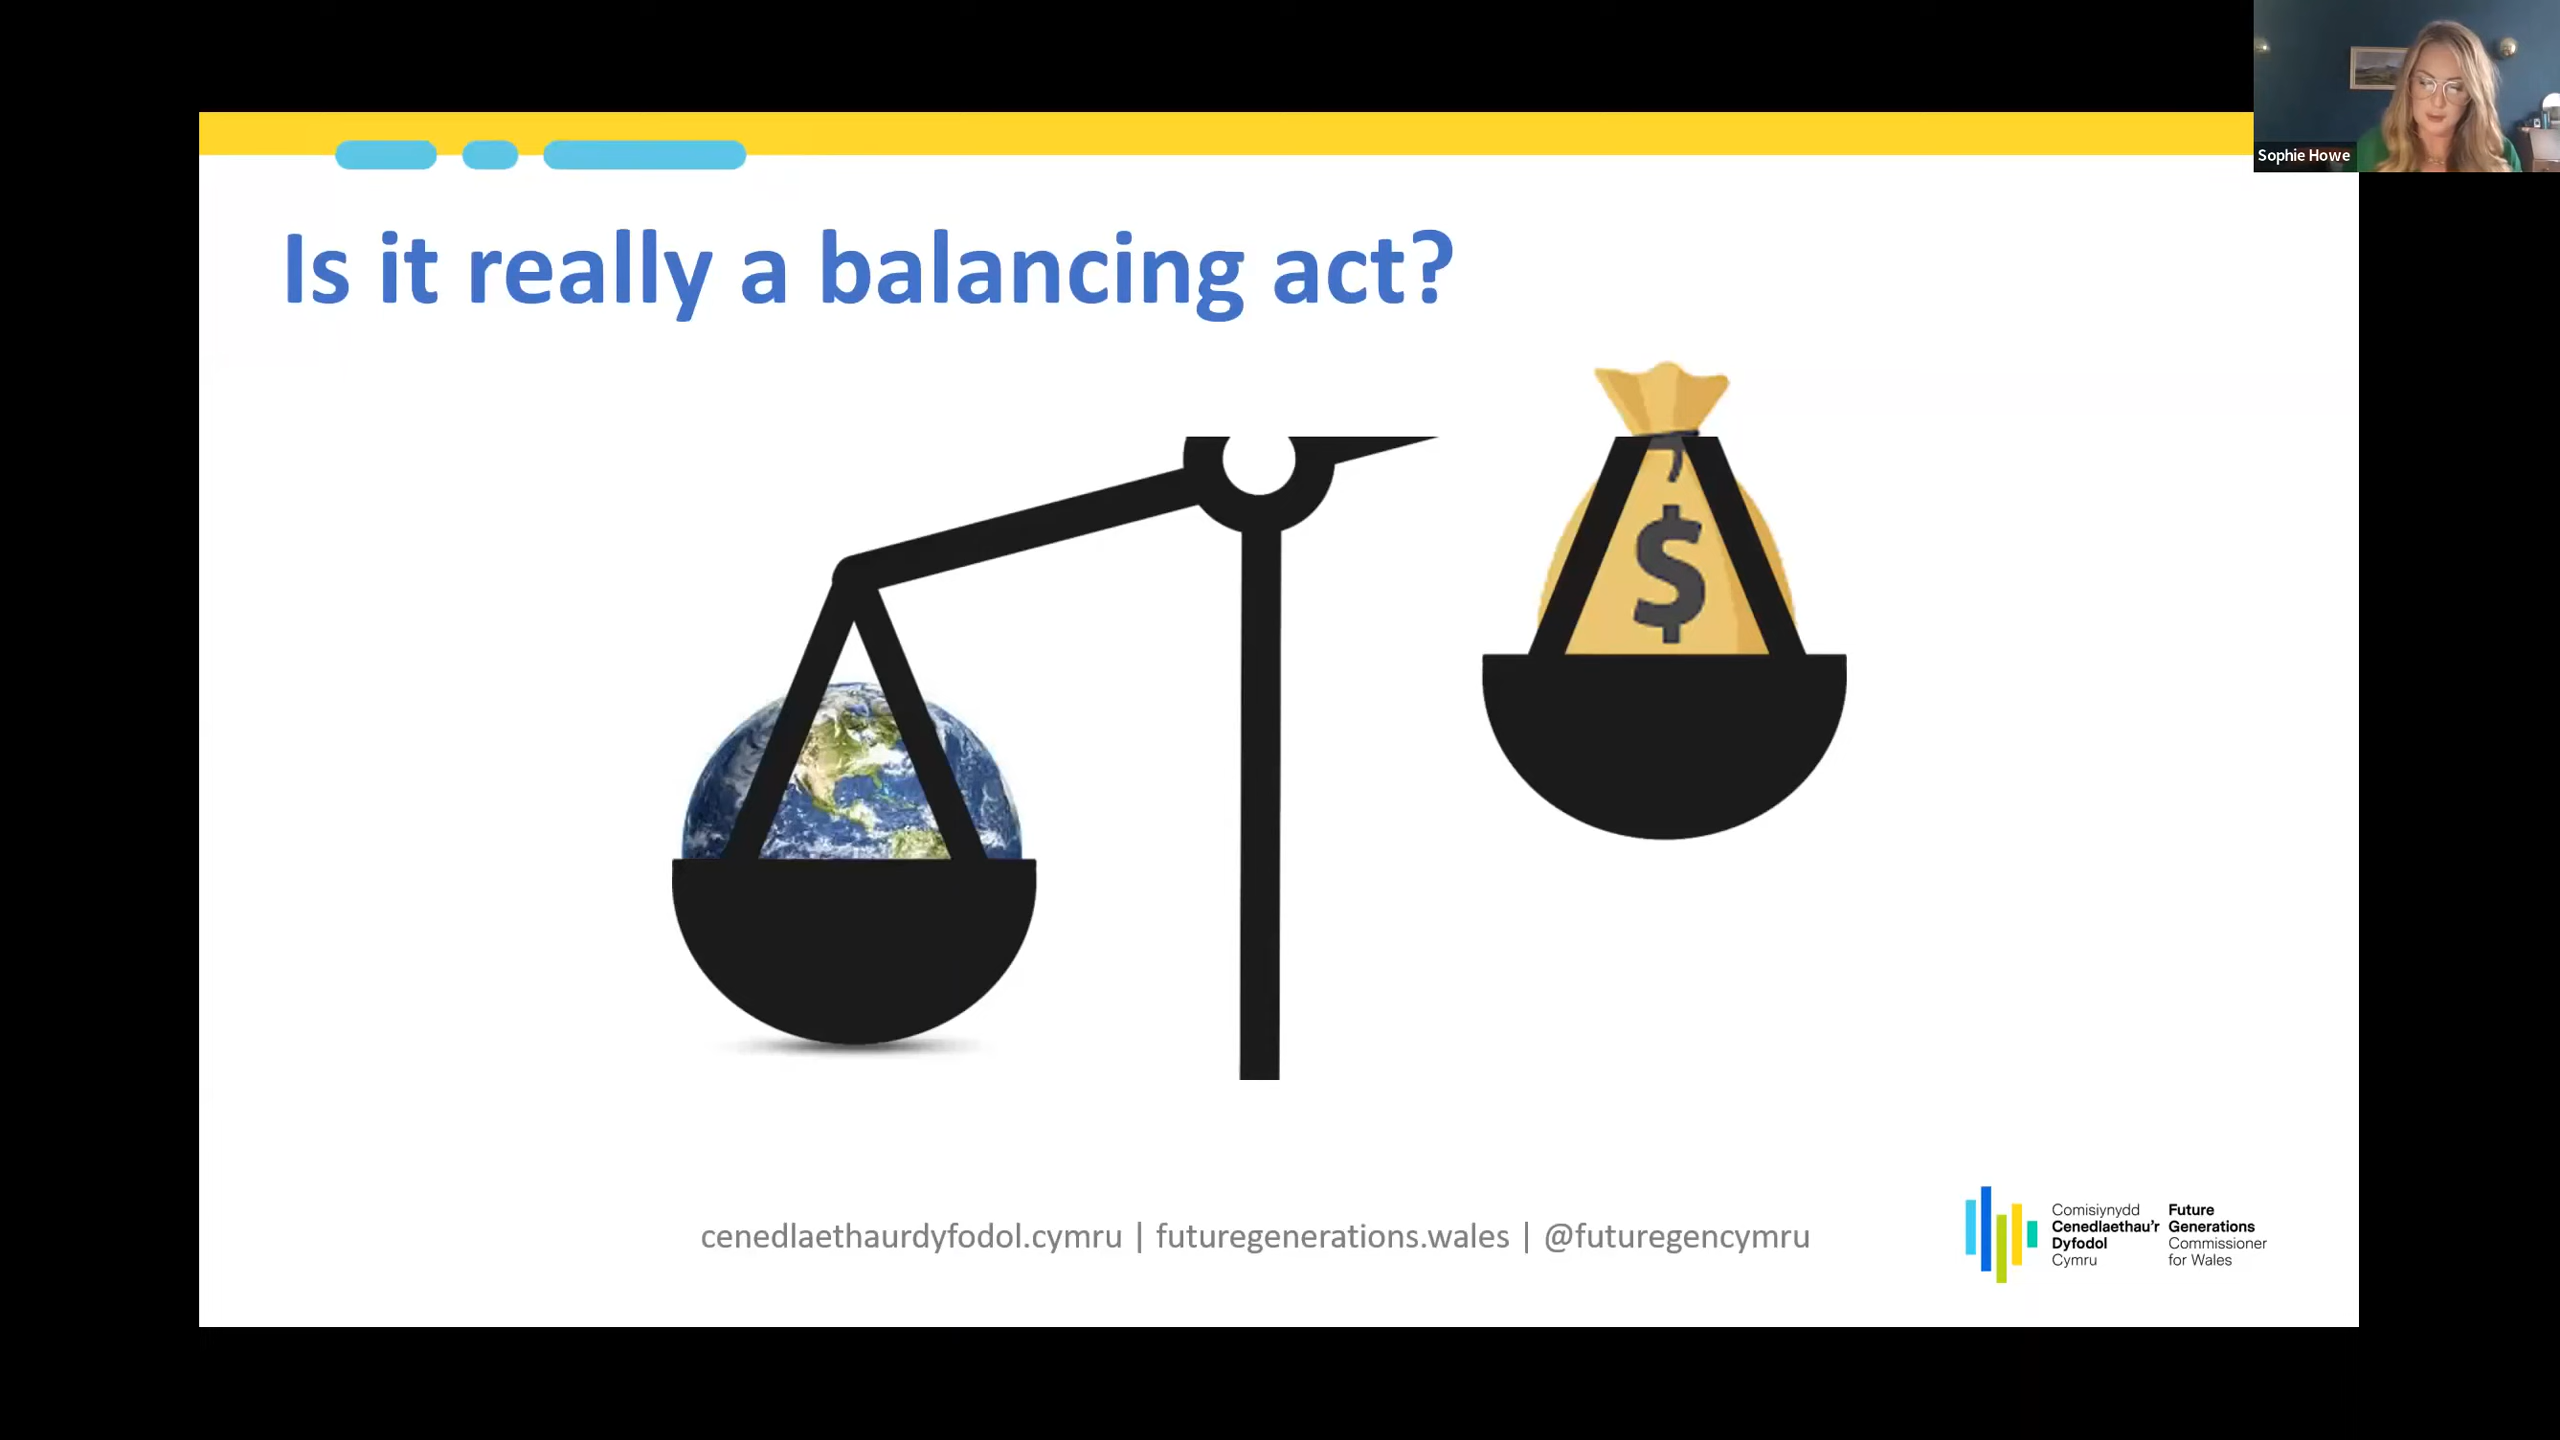 Sophie Howe
Is it really a balancing act?
$
cenedlaethaurdyfodol.cymru | futuregenerations.wales | @futuregencymru
Comisiynydd
Cenedlaethau'r
Dyfodol
Cymru
Future
Generations
Commissioner
for Wales